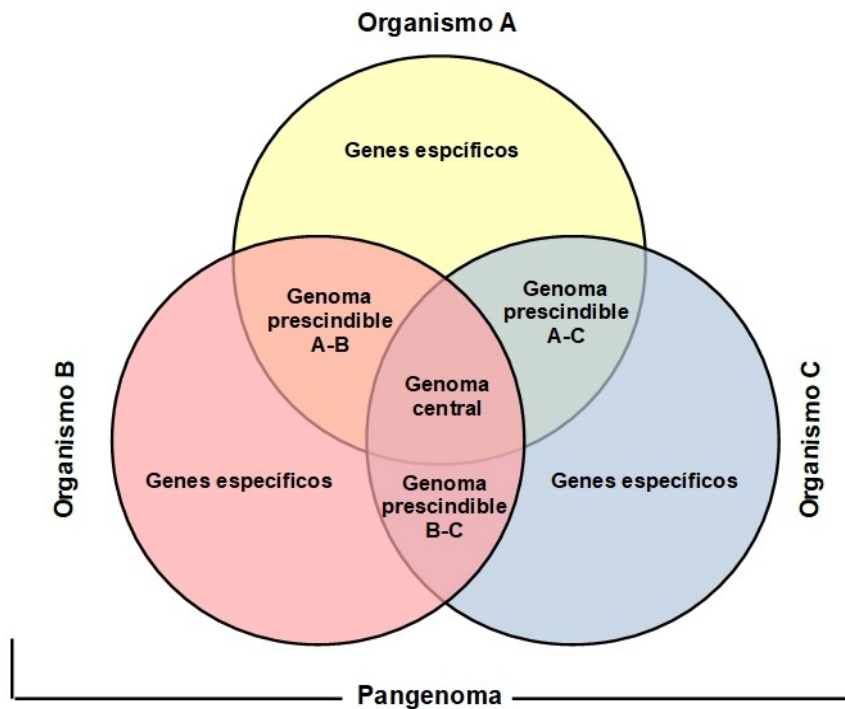 Organismo A
Genes espcíficos
Genoma
prescindible
A-B
Genoma
prescindible
A-C
Genoma
central
Organismo B
Organismo C
Genes específicos
Genoma
prescindible
B-C
Genes específicos
Pangenoma